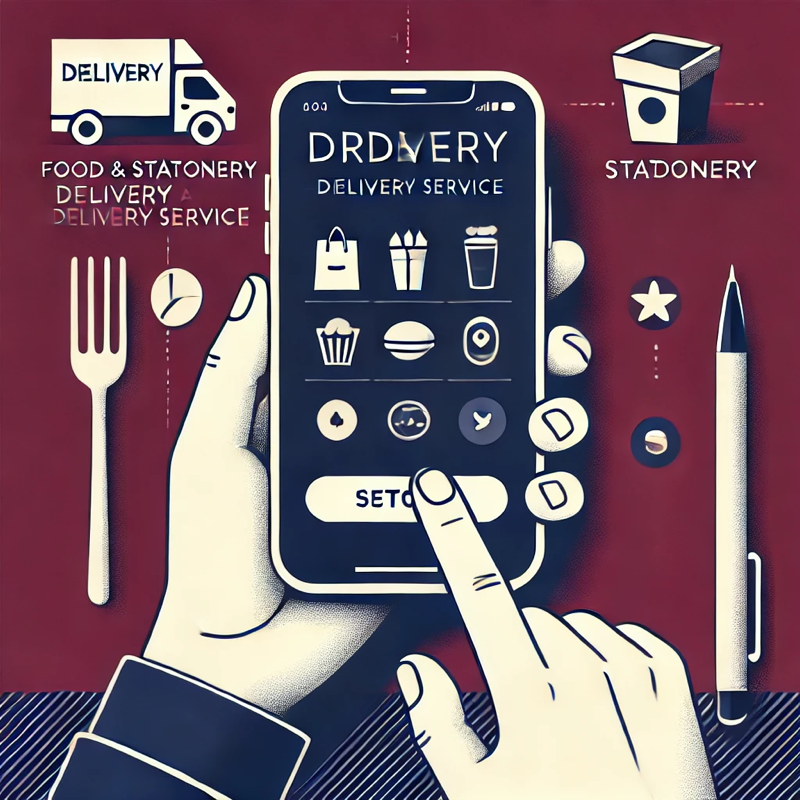 DELIVERY
FOOD & STATONERY
DELIVERY
DELIVERY SERVICE
DRDVERY
DELIVERY SERVICE
SETO
D
D
STADONERY